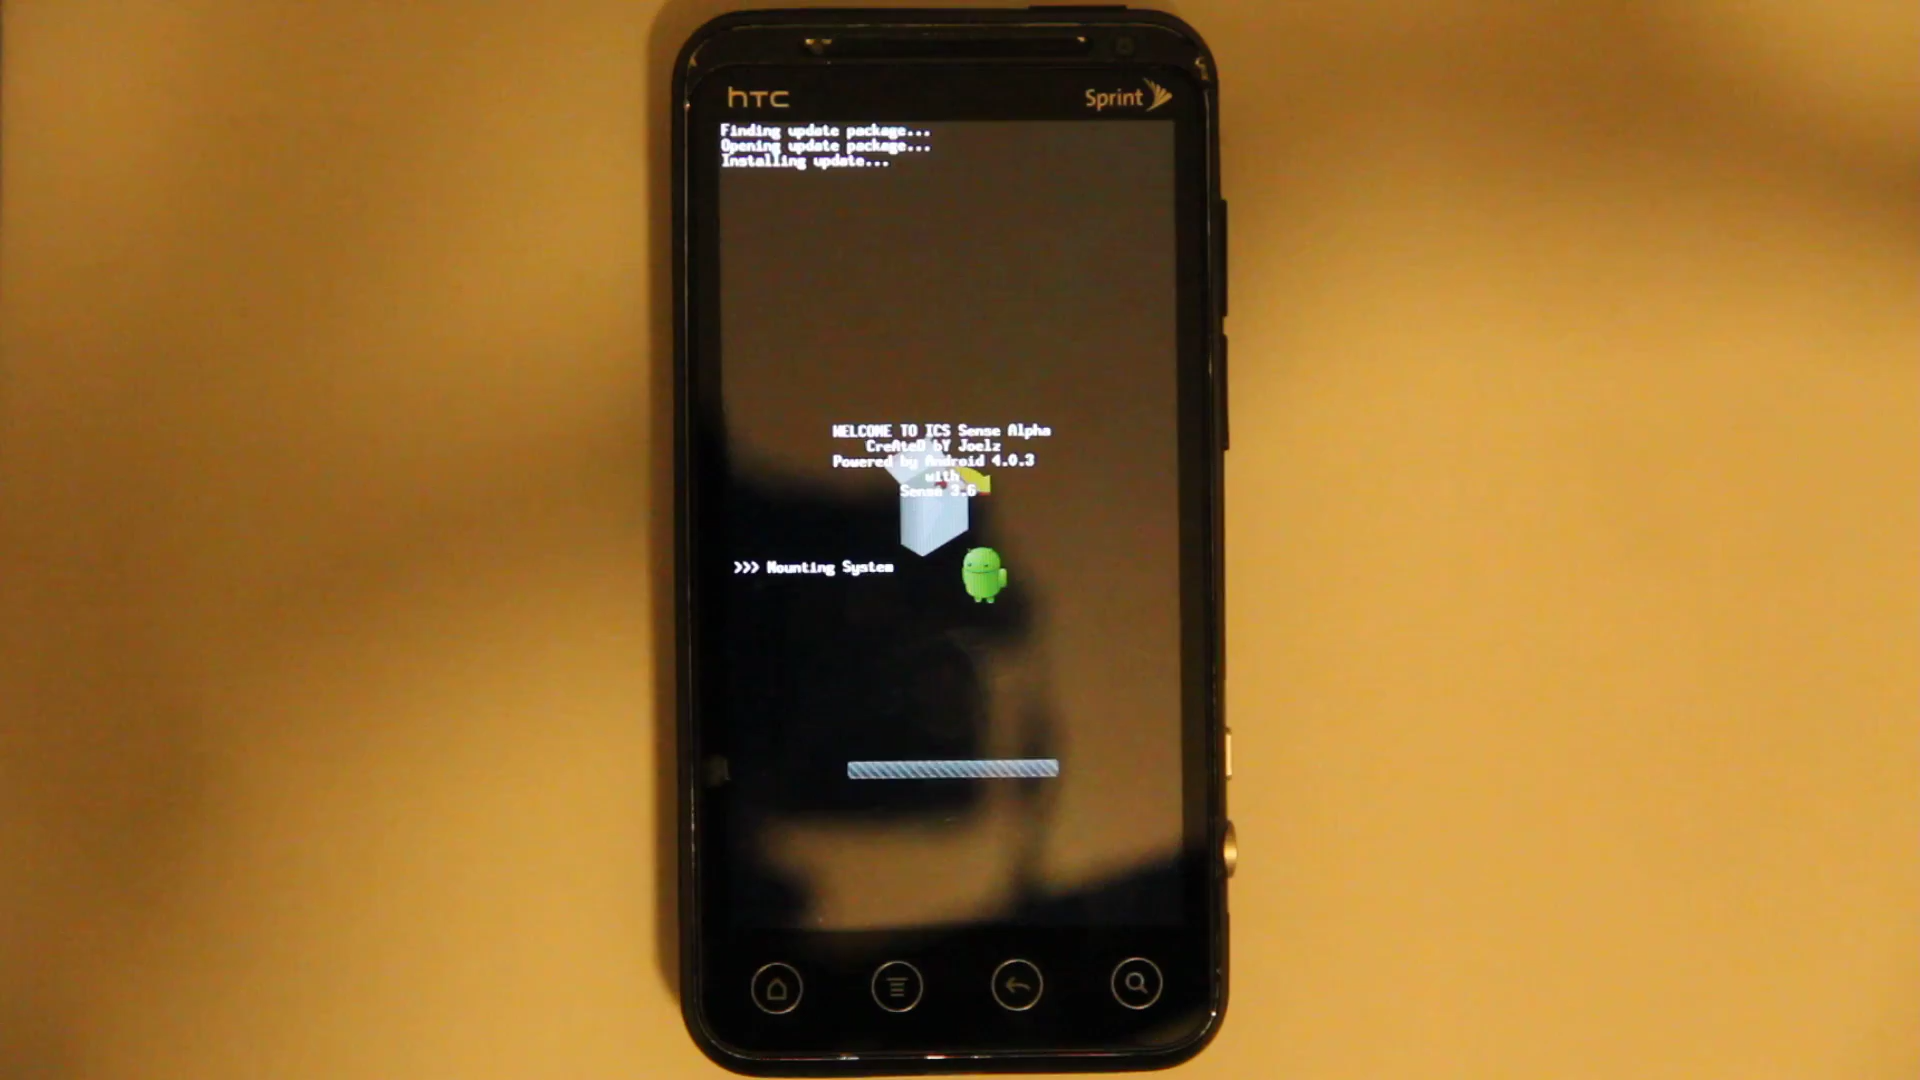 hTC
Sprint
Finding update package...
Opening update package...
Installing update...
WELCOME TO ICS Sense Alpha
CreAteD bY Joelz
Powered by Android 4.0.3
with
Sense 3.6
>>> Mounting System